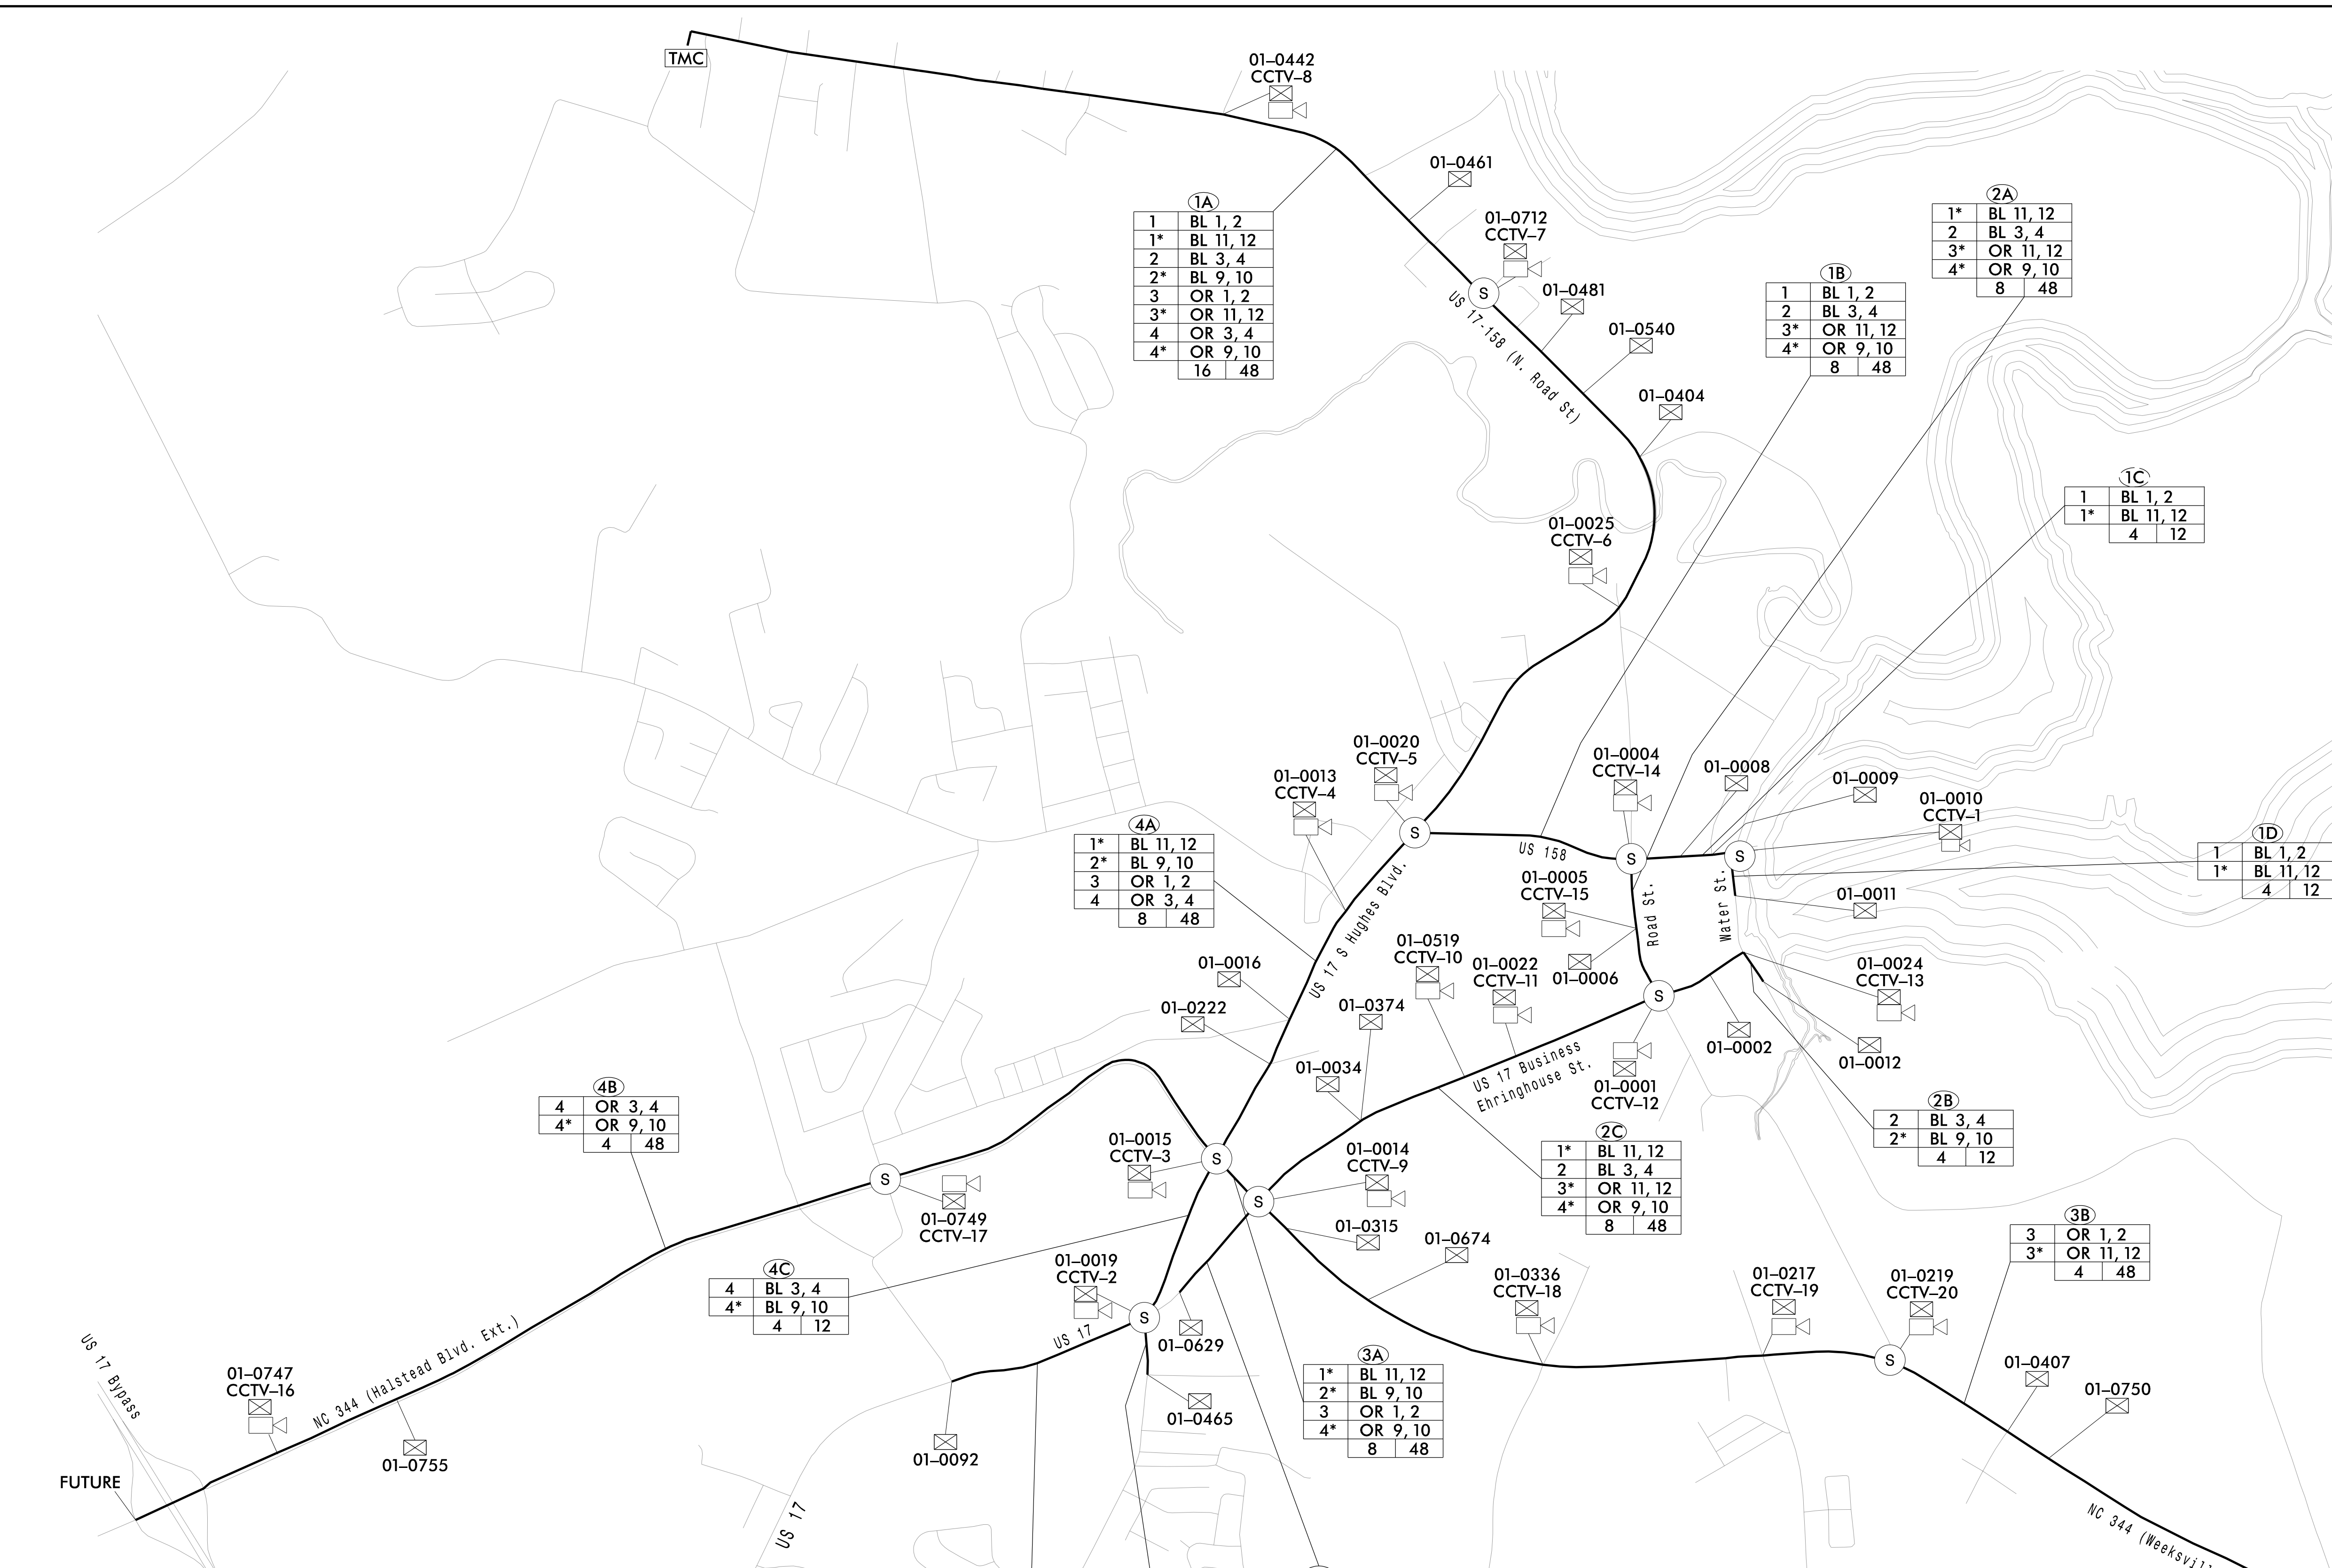 TMC
01–0442
CCTV–8
01–0461
1A
1 BL 1, 2
1* BL 11, 12
2 BL 3, 4
2* BL 9, 10
3 OR 1, 2
3* OR 11, 12
4 OR 3, 4
4* OR 9, 10
16 48
01–0712
CCTV–7
S
US 17-158 (N. Road St)
01–0481
01–0540
01–0404
2A
1* BL 11, 12
2 BL 3, 4
3* OR 11, 12
4* OR 9, 10
8 48
1B
1 BL 1, 2
2 BL 3, 4
3* OR 11, 12
4* OR 9, 10
8 48
1C
1 BL 1, 2
1* BL 11, 12
4 12
01–0025
CCTV–6
01–0020
CCTV–5
01–0013
CCTV–4
S
US 158
01–0004
CCTV–14
S
01–0008
01–0009
01–0010
CCTV–1
S
1D
1 BL 1, 2
1* BL 11, 12
4 12
4A
1* BL 11, 12
2* BL 9, 10
3 OR 1, 2
4 OR 3, 4
8 48
US 17 S Hughes Blvd.
01–0005
CCTV–15
Road St.
Water St.
01–0011
01–0016
01–0222
01–0519
CCTV–10
01–0022
CCTV–11
01–0006
01–0374
01–0034
S
01–0024
CCTV–13
01–0002
01–0012
US 17 Business
Ehringhouse St.
01–0001
CCTV–12
4B
4 OR 3, 4
4* OR 9, 10
4 48
2B
2 BL 3, 4
2* BL 9, 10
4 12
01–0015
CCTV–3
S
01–0014
CCTV–9
S
2C
1* BL 11, 12
2 BL 3, 4
3* OR 11, 12
4* OR 9, 10
8 48
S
01–0749
CCTV–17
01–0315
01–0674
3B
3 OR 1, 2
3* OR 11, 12
4 48
4C
4 BL 3, 4
4* BL 9, 10
4 12
01–0019
CCTV–2
S
01–0629
01–0336
CCTV–18
01–0217
CCTV–19
01–0219
CCTV–20
S
US 17
3A
1* BL 11, 12
2* BL 9, 10
3 OR 1, 2
4* OR 9, 10
8 48
01–0407
01–0750
US 17 Bypass
01–0747
CCTV–16
NC 344 (Halstead Blvd. Ext.)
01–0755
01–0465
01–0092
FUTURE
US 17
NC 344 (Weeksvill